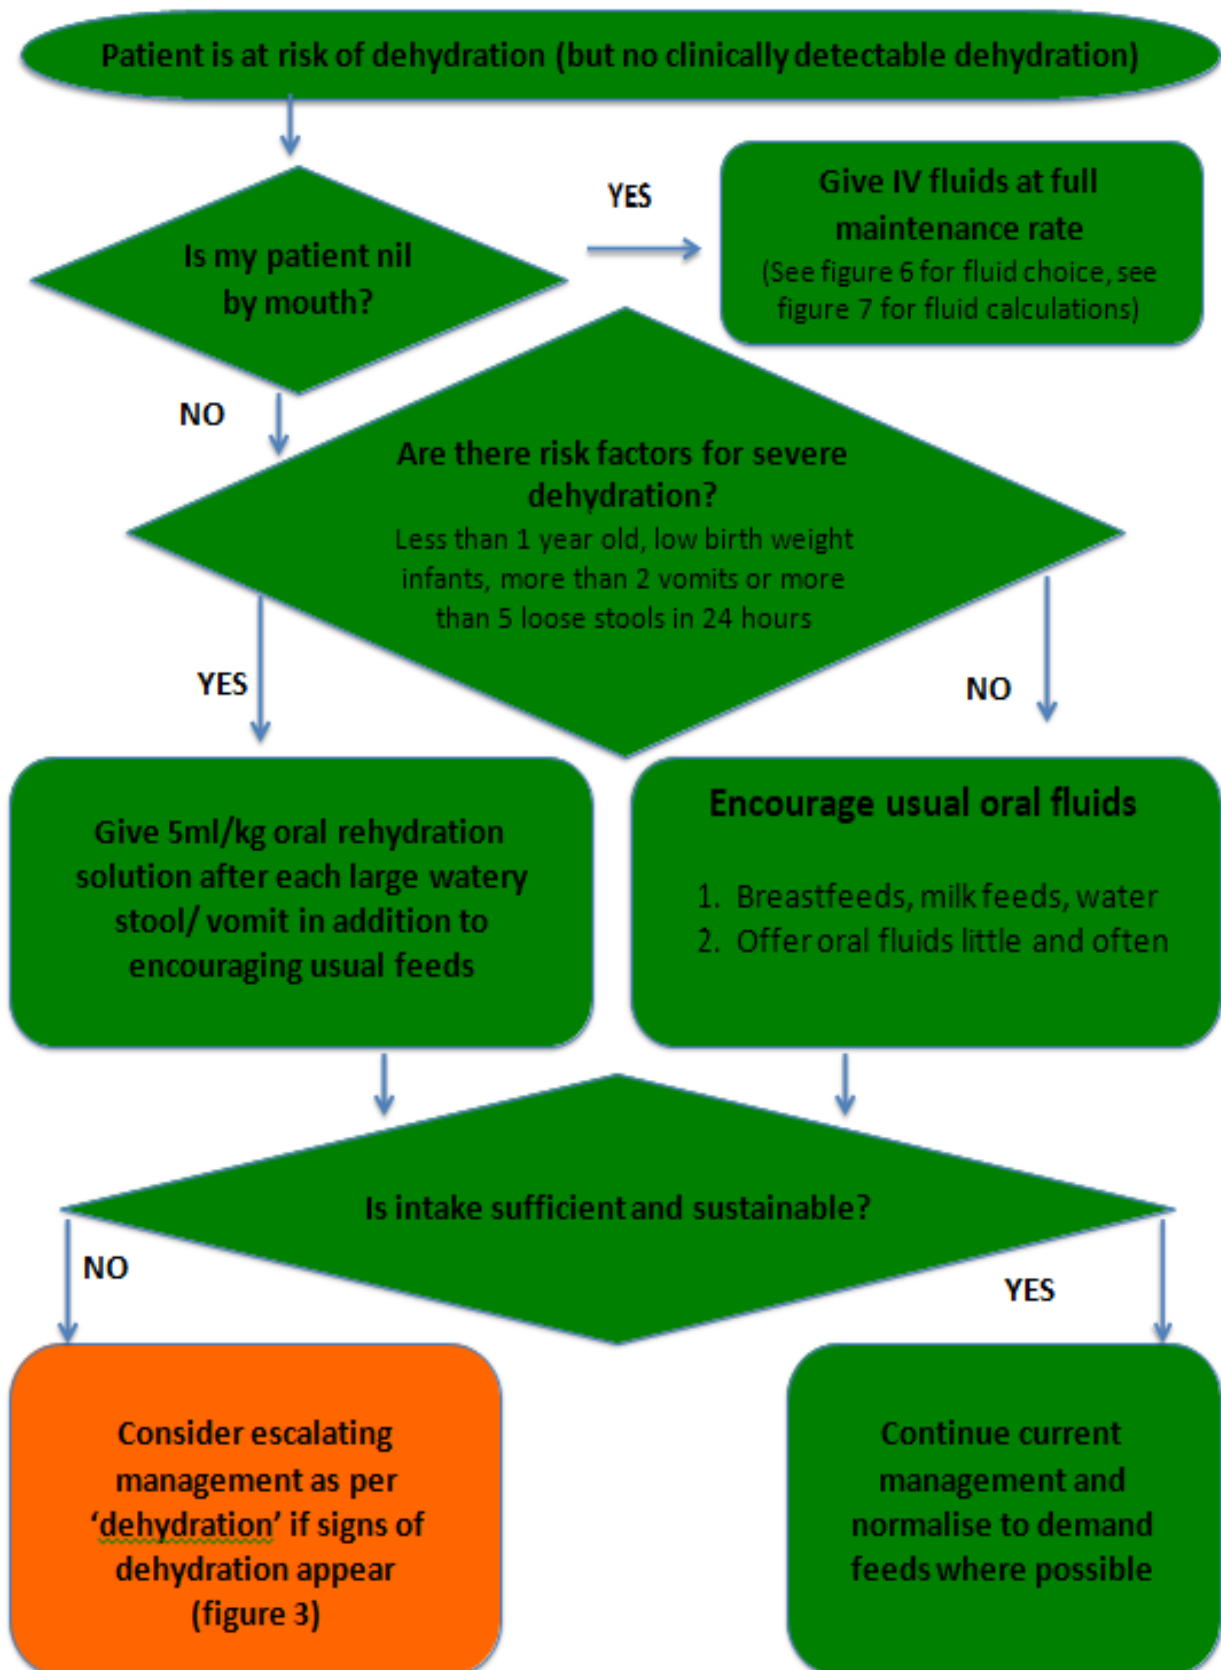 Patient is at risk of dehydration (but no clinically detectable dehydration)
Is my patient nil
by mouth?
YES
Give IV fluids at full
maintenance rate
(See figure 6 for fluid choice, see
figure 7 for fluid calculations)
NO
Are there risk factors for severe
dehydration?
Less than 1 year old, low birth weight
infants, more than 2 vomits or more
than 5 loose stools in 24 hours
YES
NO
Give 5ml/kg oral rehydration
solution after each large watery
stool/ vomit in addition to
encouraging usual feeds
Encourage usual oral fluids
1. Breastfeeds, milk feeds, water
2. Offer oral fluids little and often
Is intake sufficient and sustainable?
NO
YES
Consider escalating
management as per
‘dehydration’ if signs of
dehydration appear
(figure 3)
Continue current
management and
normalise to demand
feeds where possible